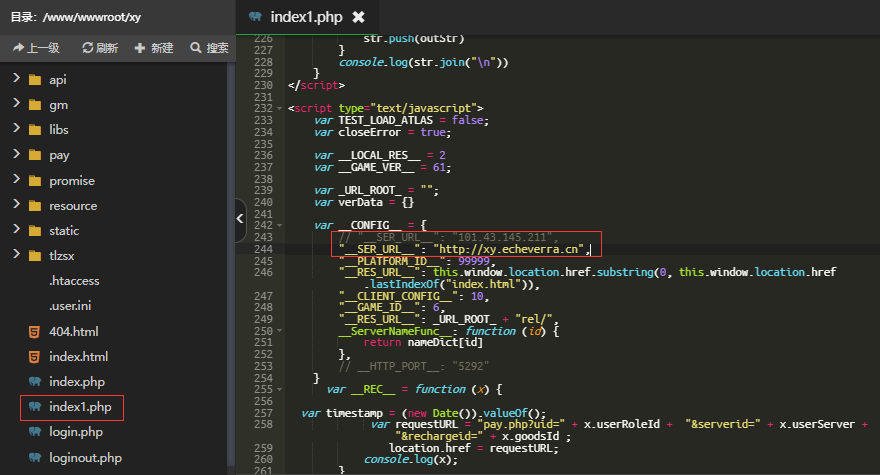 目录: /www/wwwroot/xy
上一级 刷新 新建 搜索
api
gm
libs
pay
promise
resource
static
tlzsx
.htaccess
.user.ini
404.html
index.html
index.php
index1.php
login.php
loginout.php
index1.php
226 str.push(outStr)
227 }
228 console.log(str.join("\n"))
229 }
230 </script>
231
232 <script type="text/javascript">
233 var TEST_LOAD_ATLAS = false;
234 var closeError = true;
235
236 var __LOCAL_RES__ = 2
237 var __GAME_VER__ = 61;
238
239 var _URL_ROOT_ = "";
240 var verData = {}
241
242 var __CONFIG__ = {
243 // "__SER_URL__": "101.43.145.211",
244 "__SER_URL__": "http://xy.echeverra.cn",
245 "__PLATFORM_ID__": 99999,
246 "__RES_URL__": this.window.location.href.substring(0, this.window.location.href
.lastIndexOf("index.html")),
247 "__CLIENT_CONFIG__": 10,
248 "__GAME_ID__": 6,
249 "__RES_URL__": _URL_ROOT_ + "rel/",
250 __ServerNameFunc__: function (id) {
251 return nameDict[id]
252 },
253 // __HTTP_PORT__: "5292"
254 }
255 var __REC__ = function (x) {
256
257 var timestamp = (new Date()).valueOf();
258 var requestURL = "pay.php?uid=" + x.userRoleId + "&serverid=" + x.userServer +
"&rechargeid=" + x.goodsId ;
259 location.href = requestURL;
260 console.log(x);
261 }